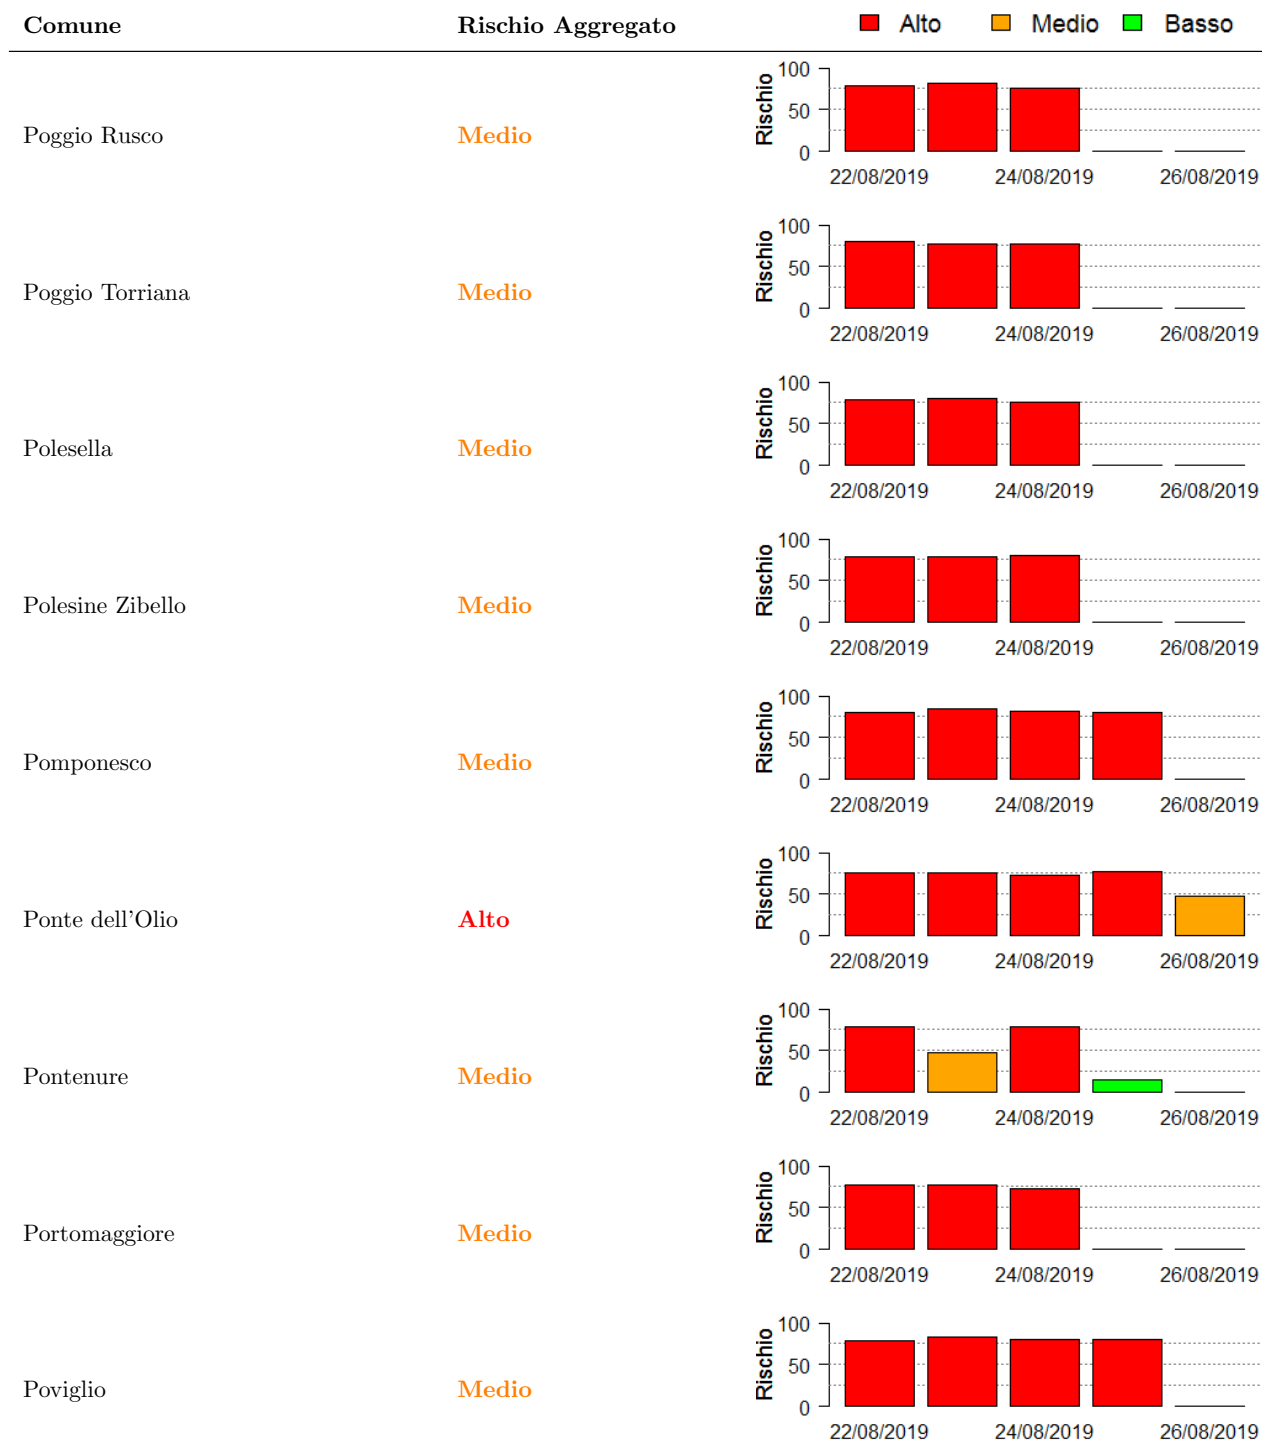 Comune Rischio Aggregato Alto Medio Basso
Poggio Rusco Medio
Rischio
100
50
0
22/08/2019 24/08/2019 26/08/2019
Poggio Torriana Medio
Rischio
100
50
0
22/08/2019 24/08/2019 26/08/2019
Polesella Medio
Rischio
100
50
0
22/08/2019 24/08/2019 26/08/2019
Polesine Zibello Medio
Rischio
100
50
0
22/08/2019 24/08/2019 26/08/2019
Pomponesco Medio
Rischio
100
50
0
22/08/2019 24/08/2019 26/08/2019
Ponte dell'Olio Alto
Rischio
100
50
0
22/08/2019 24/08/2019 26/08/2019
Pontenure Medio
Rischio
100
50
0
22/08/2019 24/08/2019 26/08/2019
Portomaggiore Medio
Rischio
100
50
0
22/08/2019 24/08/2019 26/08/2019
Poviglio Medio
Rischio
100
50
0
22/08/2019 24/08/2019 26/08/2019